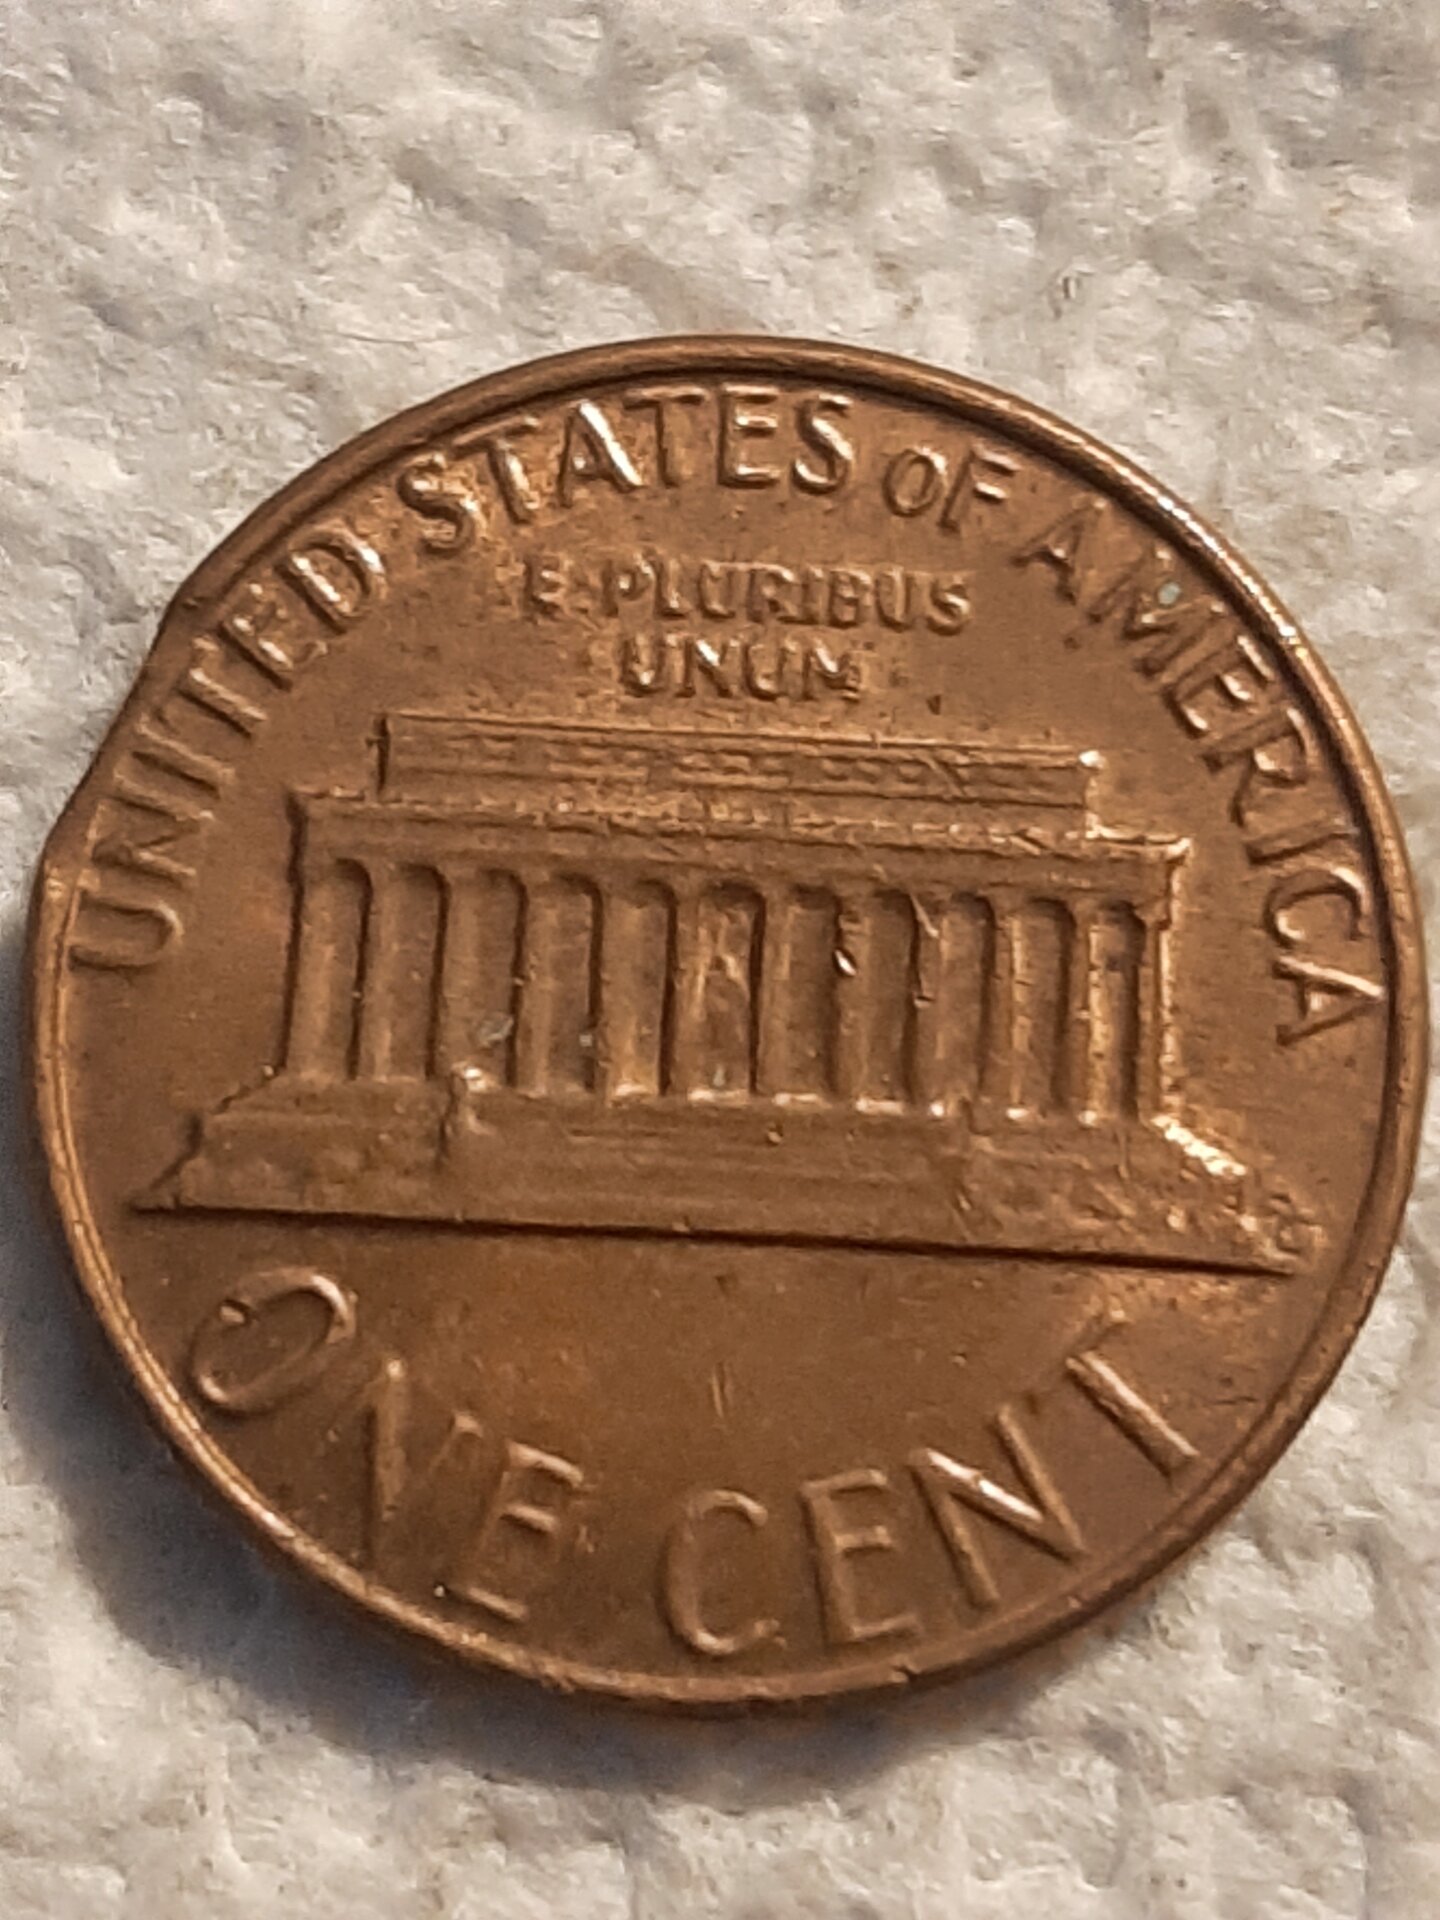 UNITED STATES OF AMERICA
E·PLURIBUS
UNUM
ONE CENT